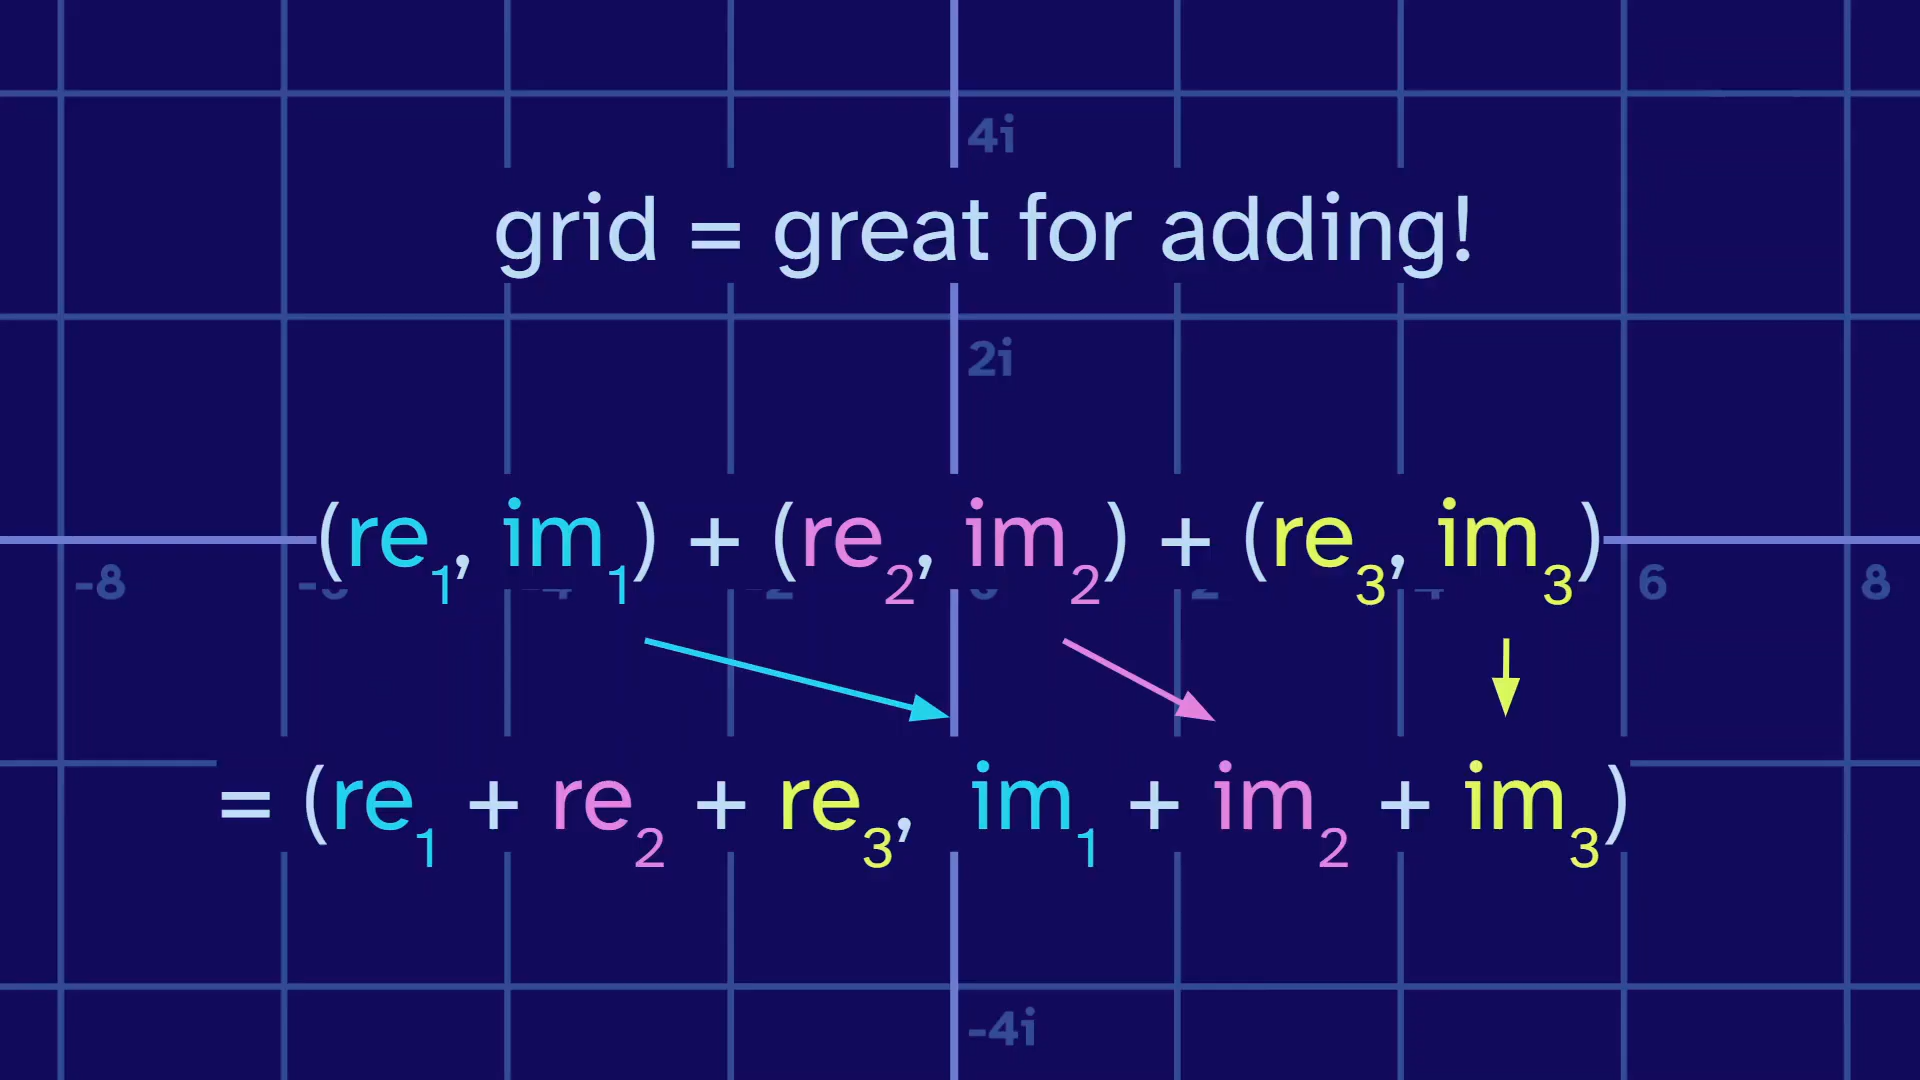 4i
grid = great for adding!
2i
(re₁, im₁) + (re₂, im₂) + (re₃, im₃)
-8 6 8
= (re₁ + re₂ + re₃, im₁ + im₂ + im₃)
-4i